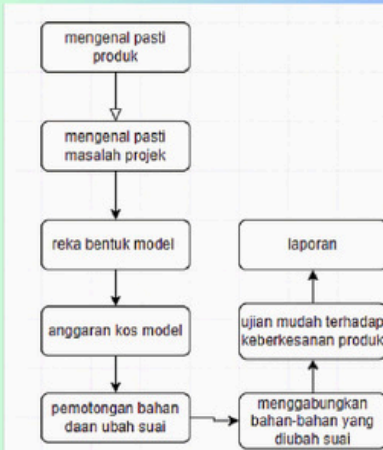 mengenal pasti
produk
mengenal pasti
masalah projek
reka bentuk model
anggaran kos model
pemotongan bahan
daan ubah suai
menggabungkan
bahan-bahan yang
diubah suai
ujian mudah terhadap
keberkesanan produk
laporan